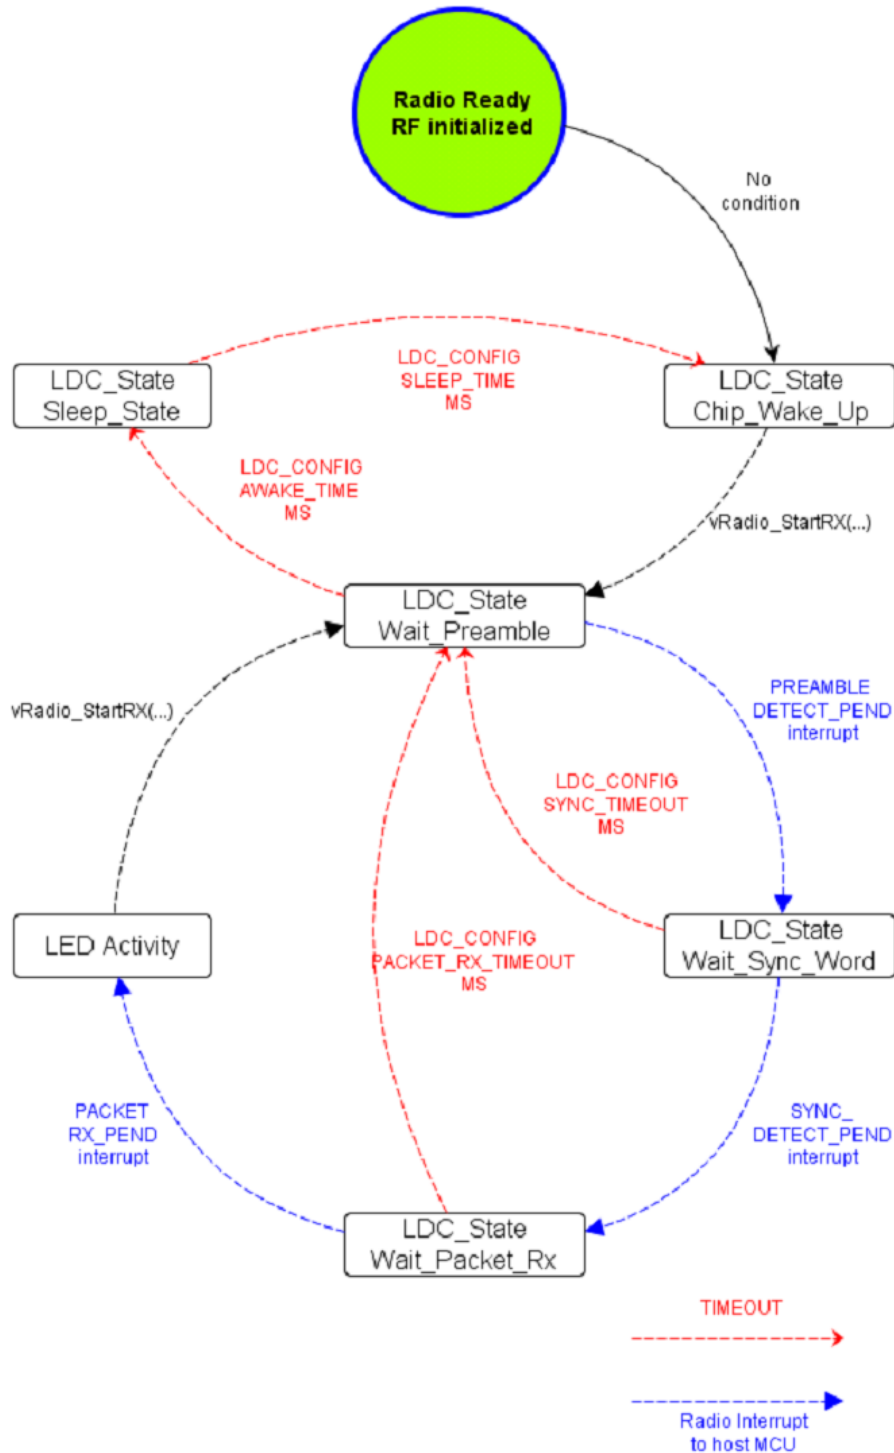 Radio Ready
RF initialized
No
condition
LDC_CONFIG
SLEEP_TIME
MS
LDC_State
Sleep_State
LDC_State
Chip_Wake_Up
LDC_CONFIG
AWAKE_TIME
MS
vRadio_StartRX(...)
LDC_State
Wait_Preamble
vRadio_StartRX(...)
PREAMBLE
DETECT_PEND
interrupt
LDC_CONFIG
SYNC_TIMEOUT
MS
LED Activity
LDC_CONFIG
PACKET_RX_TIMEOUT
MS
LDC_State
Wait_Sync_Word
PACKET
RX_PEND
interrupt
SYNC_
DETECT_PEND
interrupt
LDC_State
Wait_Packet_Rx
TIMEOUT
Radio Interrupt
to host MCU